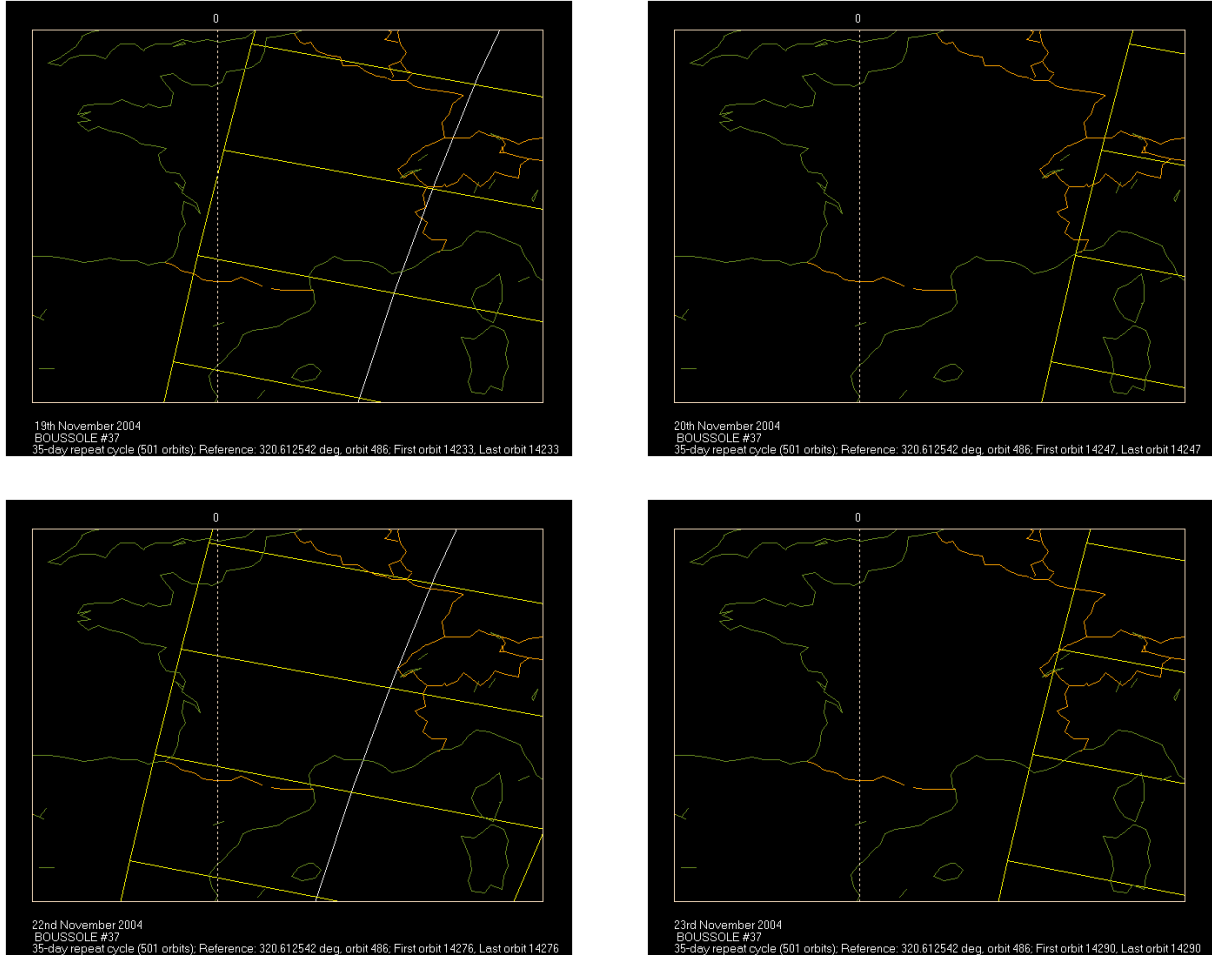 0
19th November 2004
BOUSSOLE #37
35-day repeat cycle (501 orbits); Reference: 320.612542 deg, orbit 486; First orbit 14233, Last orbit 14233
0
20th November 2004
BOUSSOLE #37
35-day repeat cycle (501 orbits); Reference: 320.612542 deg, orbit 486; First orbit 14247, Last orbit 14247
0
22nd November 2004
BOUSSOLE #37
35-day repeat cycle (501 orbits); Reference: 320.612542 deg, orbit 486; First orbit 14276, Last orbit 14276
0
23rd November 2004
BOUSSOLE #37
35-day repeat cycle (501 orbits); Reference: 320.612542 deg, orbit 486; First orbit 14290, Last orbit 14290